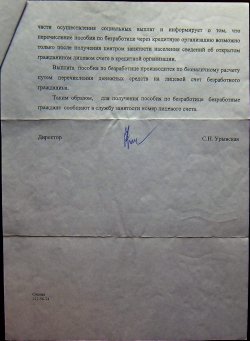 части осуществления социальных выплат и информирует о том, что
перечисление пособия по безработице через кредитную организацию возможно
только после получения центром занятости населения сведений об открытом
гражданином лицевом счете в кредитной организации.
Выплата пособия по безработице производится по безналичному расчету
путем перечисления денежных средств на лицевой счет безработного
гражданина.
Таким образом, для получения пособия по безработице безработные
граждане сообщают в службу занятости номер лицевого счета.
Директор
С.П. Урынская